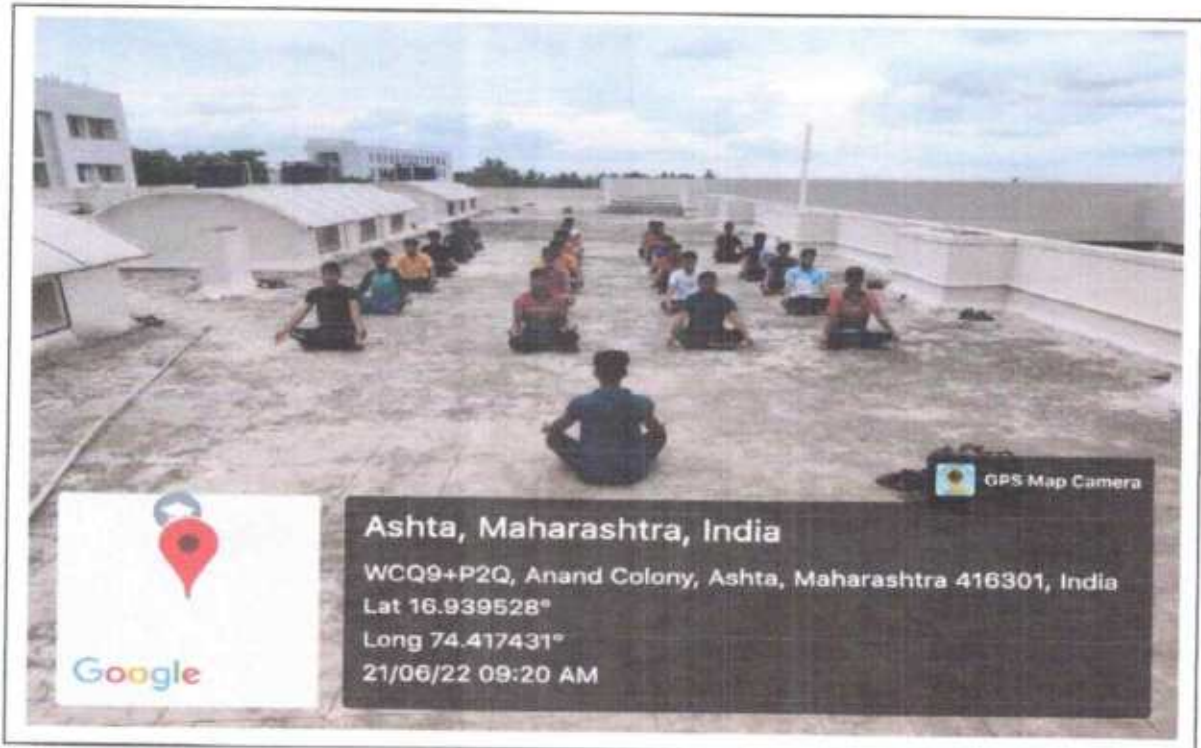 GPS Map Camera
Ashta, Maharashtra, India
WCQ9+P2Q, Anand Colony, Ashta, Maharashtra 416301, India
Lat 16.939528°
Long 74.417431°
21/06/22 09:20 AM
Google